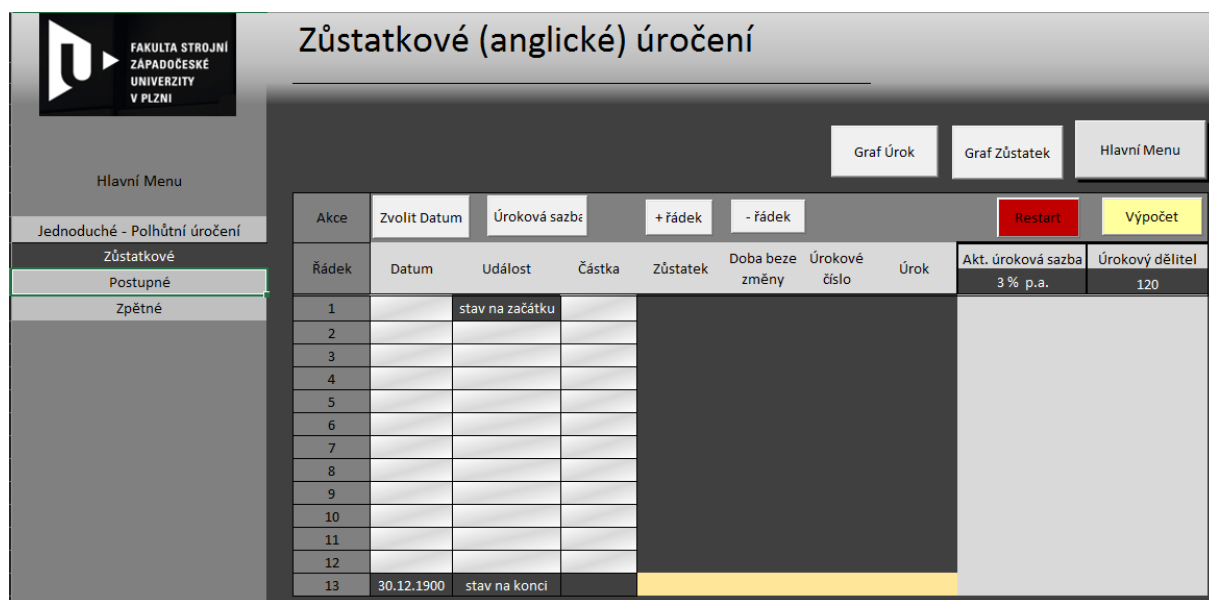 FAKULTA STROJNÍ
ZÁPADOČESKÉ
UNIVERZITY
V PLZNI
Zůstatkové (anglické) úročení
Hlavní Menu
Jednoduché - Polhůtní úročení
Zůstatkové
Postupné
Zpětné
Graf Úrok Graf Zůstatek Hlavní Menu
Akce Zvolit Datum Úroková sazba + řádek - řádek Restart Výpočet
Řádek Datum Událost Částka Zůstatek Doba beze změny Úrokové číslo Úrok Akt. úroková sazba Úrokový dělitel
3 % p.a. 120
1 stav na začátku
2
3
4
5
6
7
8
9
10
11
12
13 30.12.1900 stav na konci